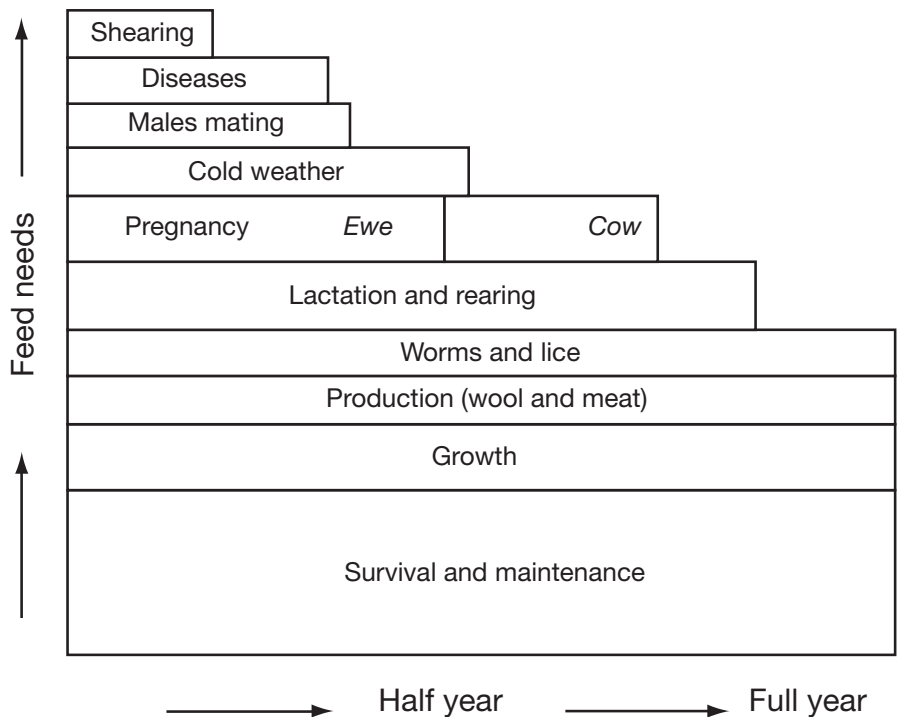 Shearing
Diseases
Males mating
Cold weather
Pregnancy Ewe Cow
Lactation and rearing
Worms and lice
Production (wool and meat)
Growth
Survival and maintenance
Feed needs
Half year Full year